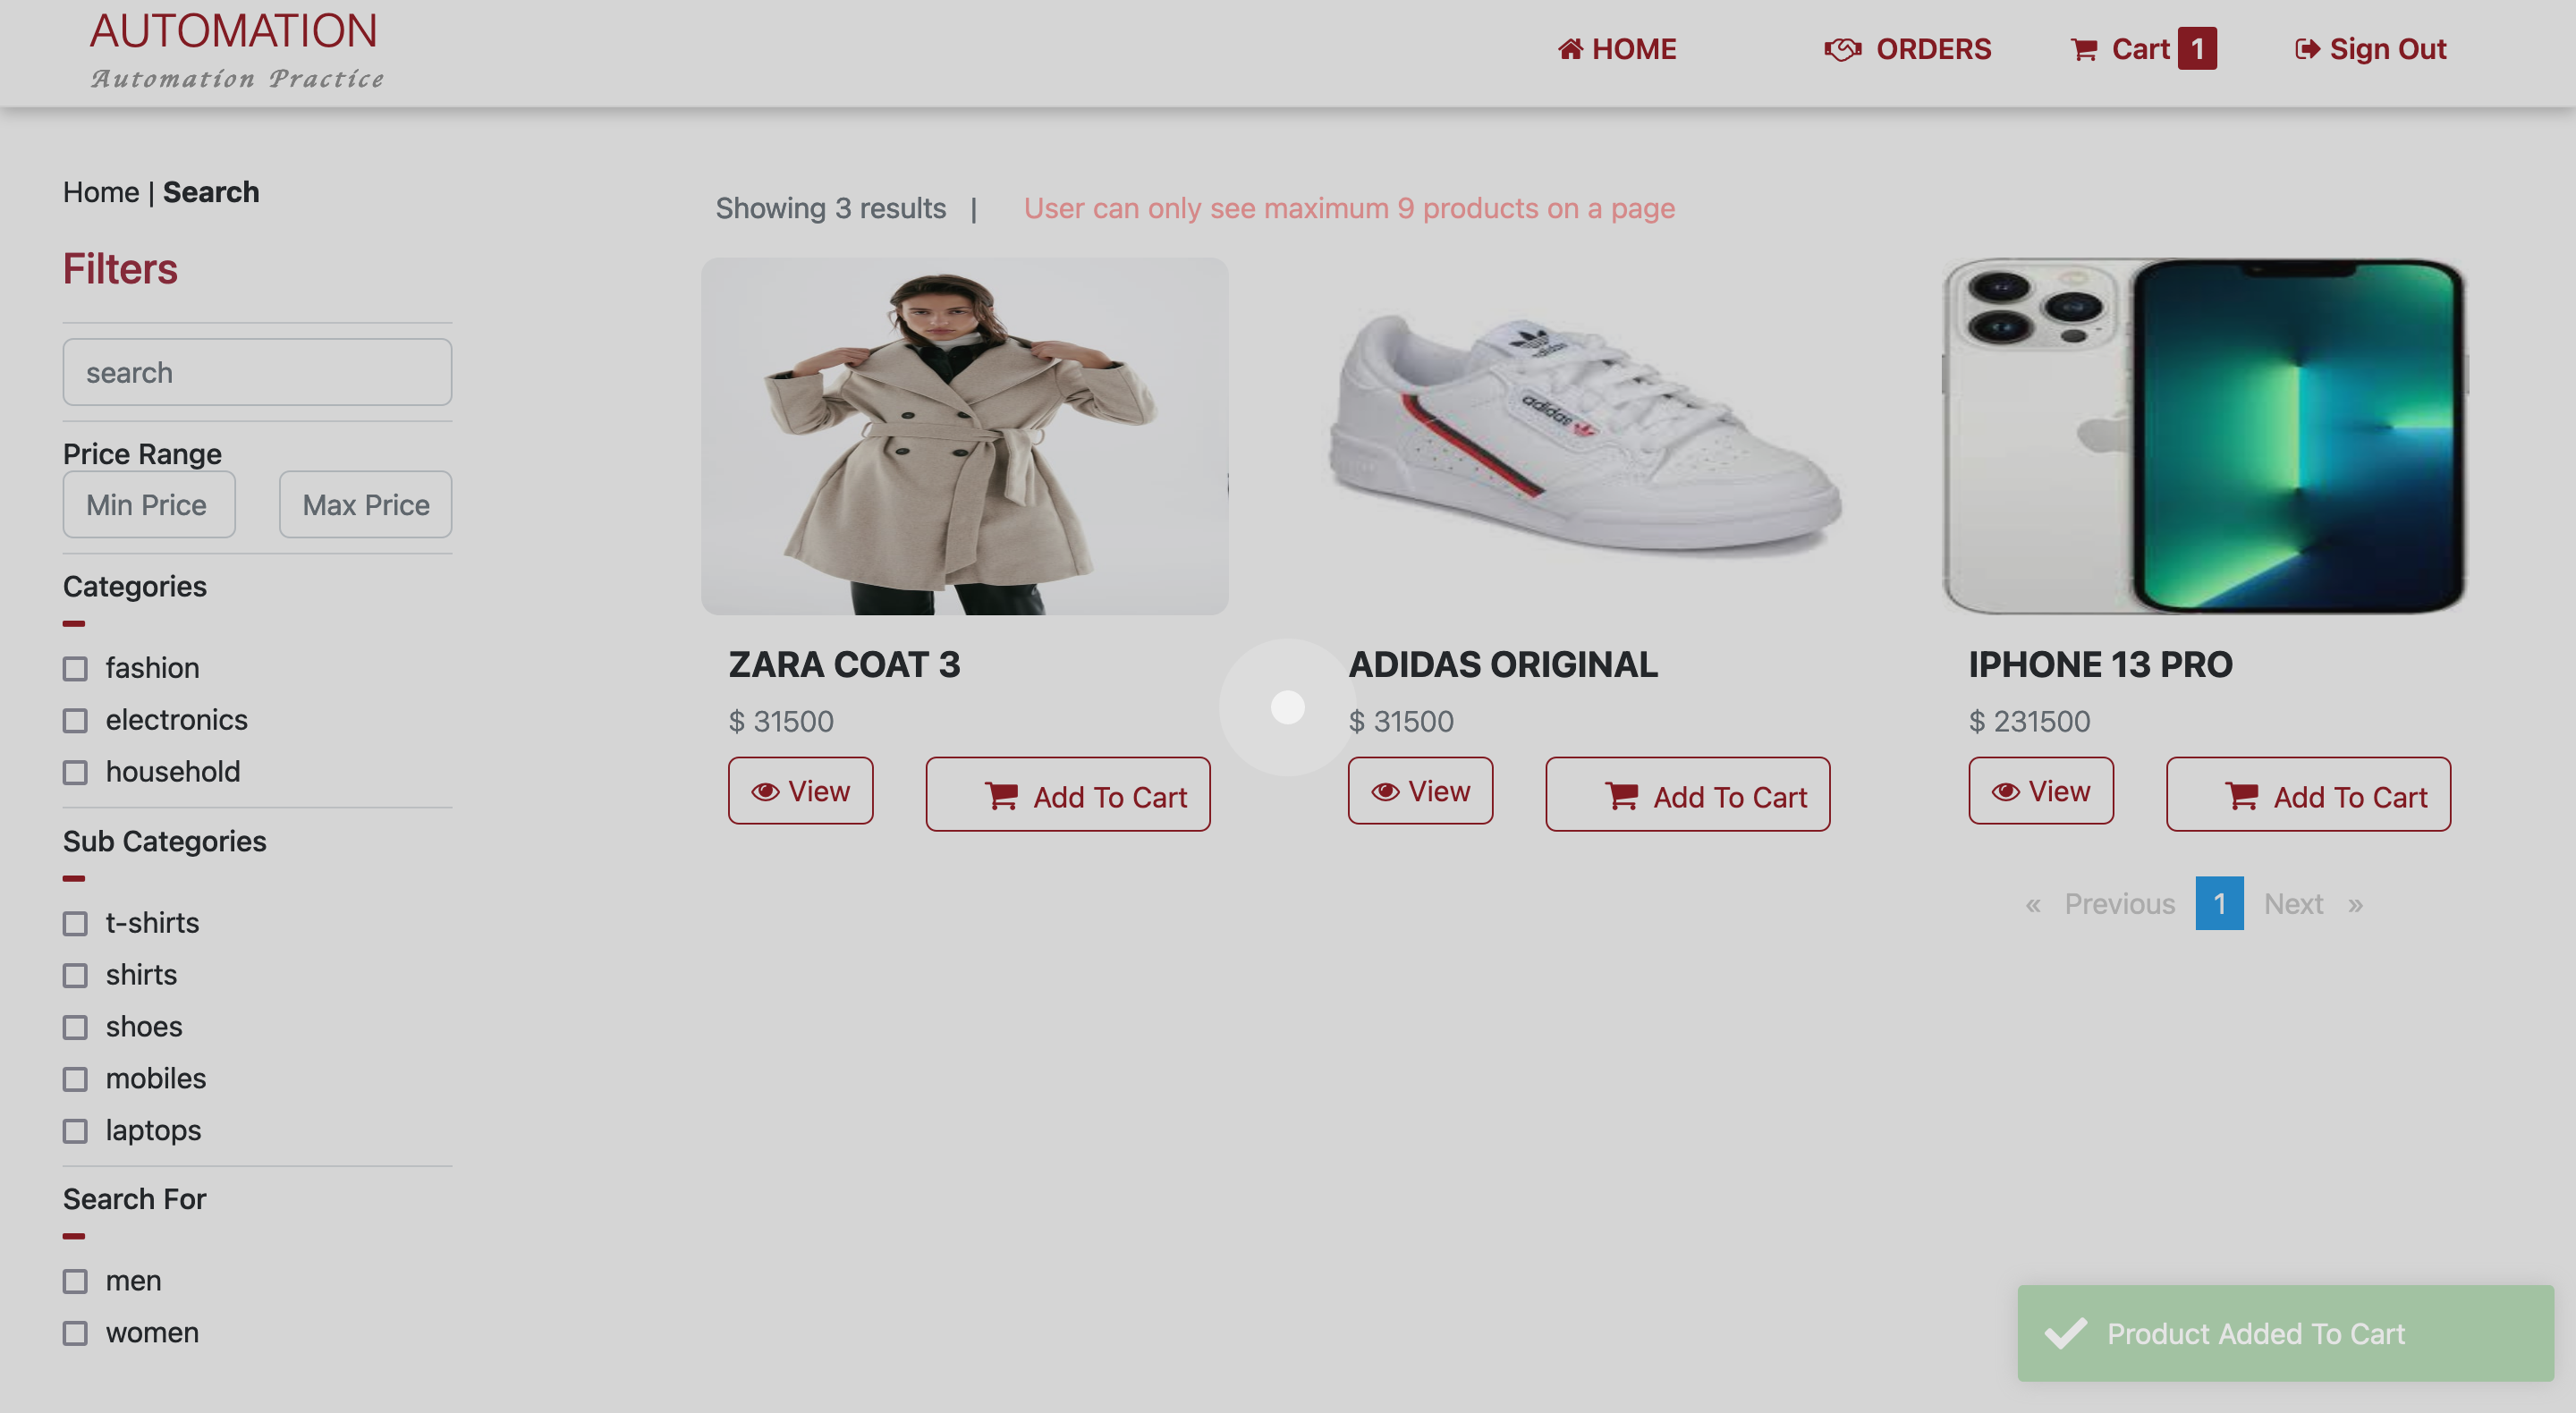 AUTOMATION
Automation Practice
HOME
ORDERS
Cart 1
Sign Out
Home | Search
Showing 3 results |
User can only see maximum 9 products on a page
Filters
search
Price Range
Min Price
Max Price
Categories
fashion
electronics
household
Sub Categories
t-shirts
shirts
shoes
mobiles
laptops
Search For
men
women
adidas
adidas
ZARA COAT 3
$ 31500
View
Add To Cart
ADIDAS ORIGINAL
$ 31500
View
Add To Cart
IPHONE 13 PRO
$ 231500
View
Add To Cart
« Previous 1 Next »
Product Added To Cart